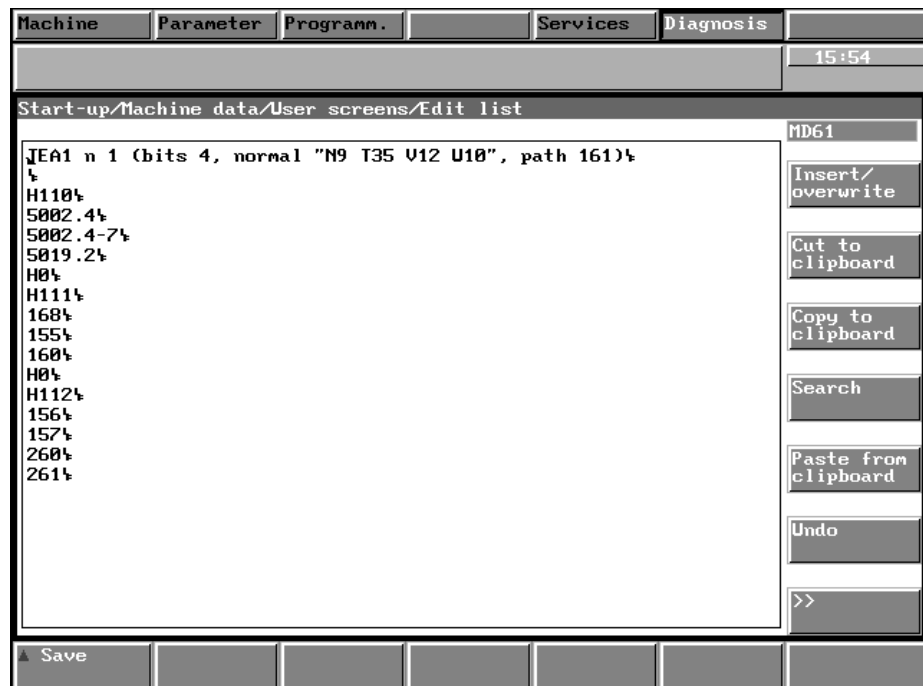 Machine Parameter Programm. Services Diagnosis
15:54
Start-up/Machine data/User screens/Edit list
MD61
JEA1 n 1 (bits 4, normal "N9 T35 V12 U10", path 161)␊
␊
H110␊
5002.4␊
5002.4-7␊
5019.2␊
H0␊
H111␊
168␊
155␊
160␊
H0␊
H112␊
156␊
157␊
260␊
261␊
Insert/
overwrite
Cut to
clipboard
Copy to
clipboard
Search
Paste from
clipboard
Undo
>>
Save